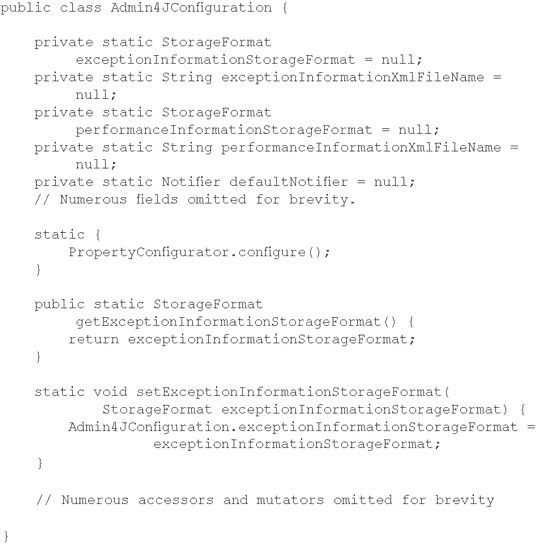 public class Admin4JConfiguration {
private static StorageFormat
exceptionInformationStorageFormat = null;
private static String exceptionInformationXmlFileName =
null;
private static StorageFormat
performanceInformationStorageFormat = null;
private static String performanceInformationXmlFileName =
null;
private static Notifier defaultNotifier = null;
// Numerous fields omitted for brevity.
static {
PropertyConfigurator.configure();
}
public static StorageFormat
getExceptionInformationStorageFormat() {
return exceptionInformationStorageFormat;
}
static void setExceptionInformationStorageFormat(
StorageFormat exceptionInformationStorageFormat) {
Admin4JConfiguration.exceptionInformationStorageFormat =
exceptionInformationStorageFormat;
}
// Numerous accessors and mutators omitted for brevity
}